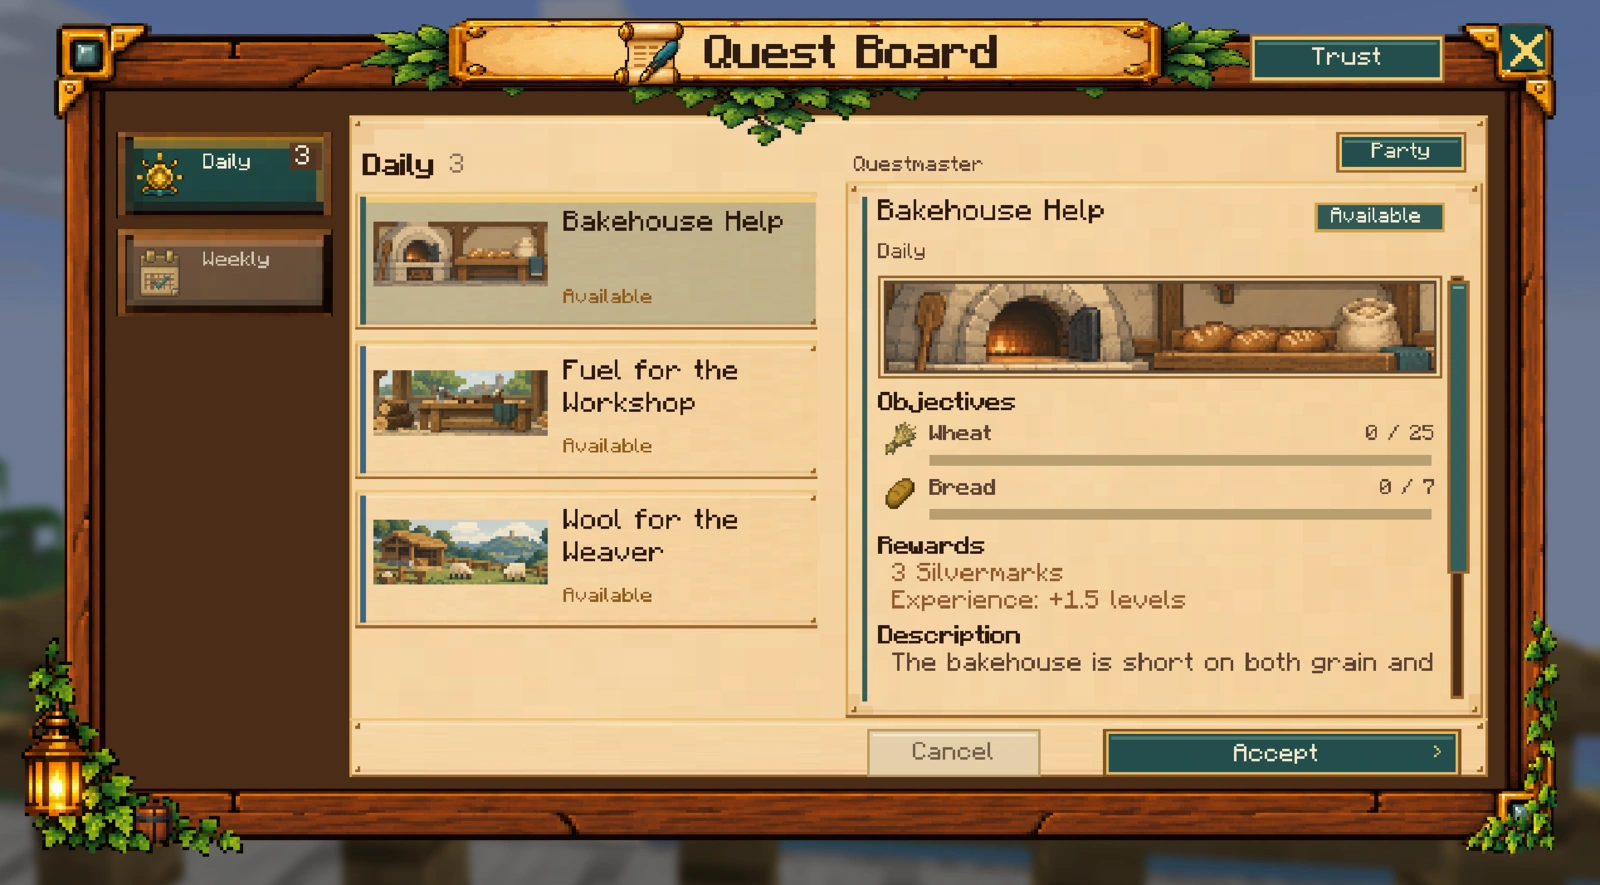 Quest Board
Trust
Daily 3
Weekly
Daily 3
Bakehouse Help
Available
Fuel for the
Workshop
Available
Wool for the
Weaver
Available
Questmaster
Party
Bakehouse Help
Available
Daily
Objectives
Wheat 0 / 25
Bread 0 / 7
Rewards
3 Silvermarks
Experience: +1.5 levels
Description
The bakehouse is short on both grain and
Cancel
Accept >